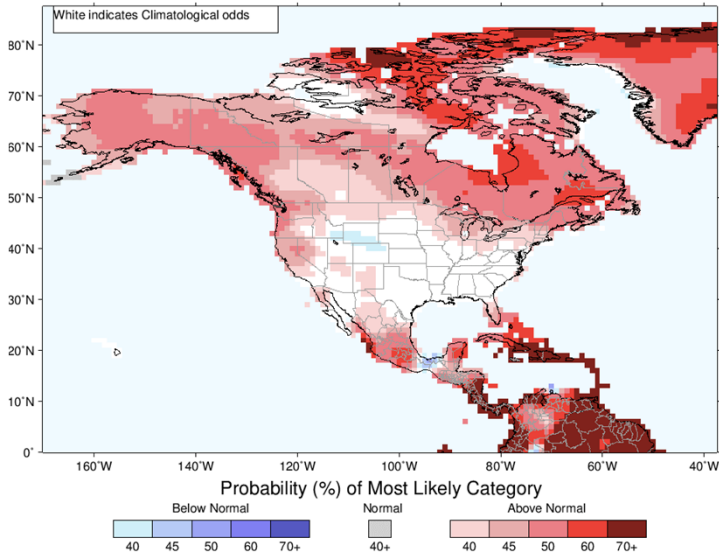 White indicates Climatological odds
80°N
70°N
60°N
50°N
40°N
30°N
20°N
10°N
0°
160°W 140°W 120°W 100°W 80°W 60°W 40°W
Probability (%) of Most Likely Category
Below Normal Normal Above Normal
40 45 50 60 70+ 40+ 40 45 50 60 70+